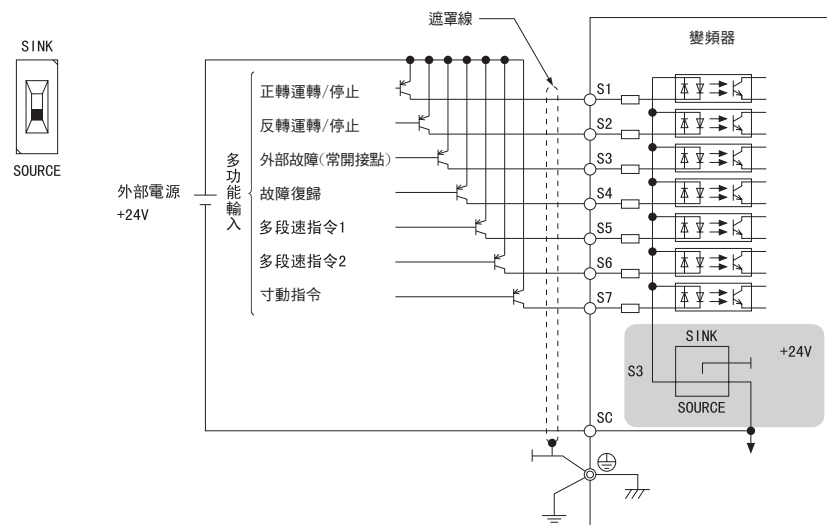 遮罩線
變頻器
SINK
SOURCE
外部電源
+24V
多功能輸入
正轉運轉/停止
反轉運轉/停止
外部故障(常開接點)
故障復歸
多段速指令1
多段速指令2
寸動指令
S1
S2
S3
S4
S5
S6
S7
SINK
+24V
S3
SOURCE
SC